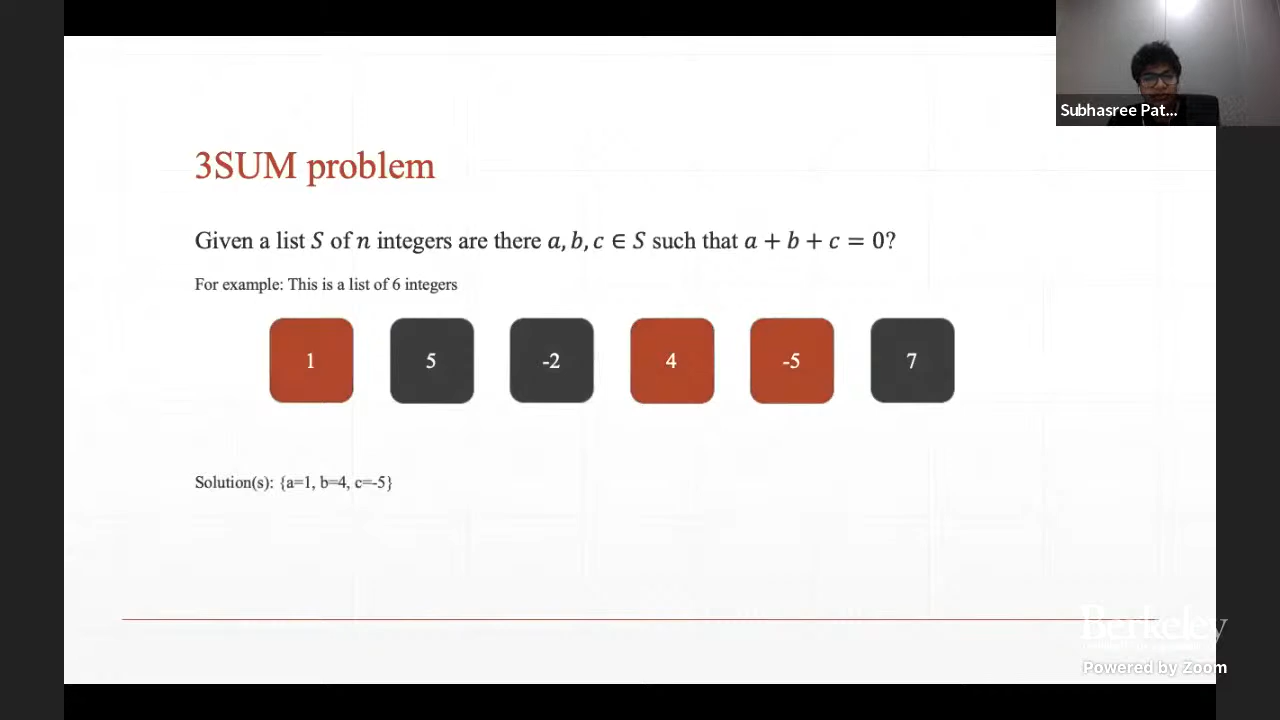 Subhasree Pat...
3SUM problem
Given a list S of n integers are there a, b, c ∈ S such that a + b + c = 0?
For example: This is a list of 6 integers
1 5 -2 4 -5 7
Solution(s): {a=1, b=4, c=-5}
Berkeley
Powered by Zoom